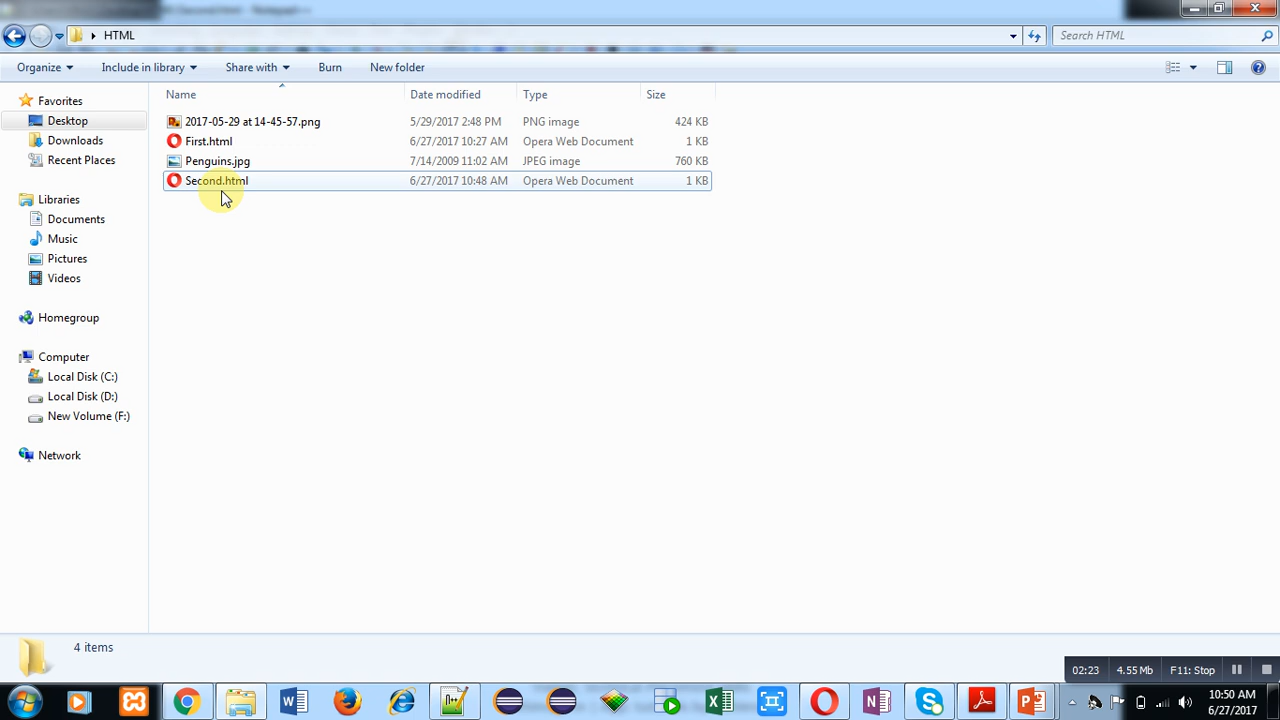 HTML
Search HTML
Organize
Include in library
Share with
Burn
New folder
Name
Date modified
Type
Size
2017-05-29 at 14-45-57.png 5/29/2017 2:48 PM PNG image 424 KB
First.html 6/27/2017 10:27 AM Opera Web Document 1 KB
Penguins.jpg 7/14/2009 11:02 AM JPEG image 760 KB
Second.html 6/27/2017 10:48 AM Opera Web Document 1 KB
Favorites
Desktop
Downloads
Recent Places
Libraries
Documents
Music
Pictures
Videos
Homegroup
Computer
Local Disk (C:)
Local Disk (D:)
New Volume (F:)
Network
4 items
02:23 4.55 Mb F11: Stop
10:50 AM
6/27/2017